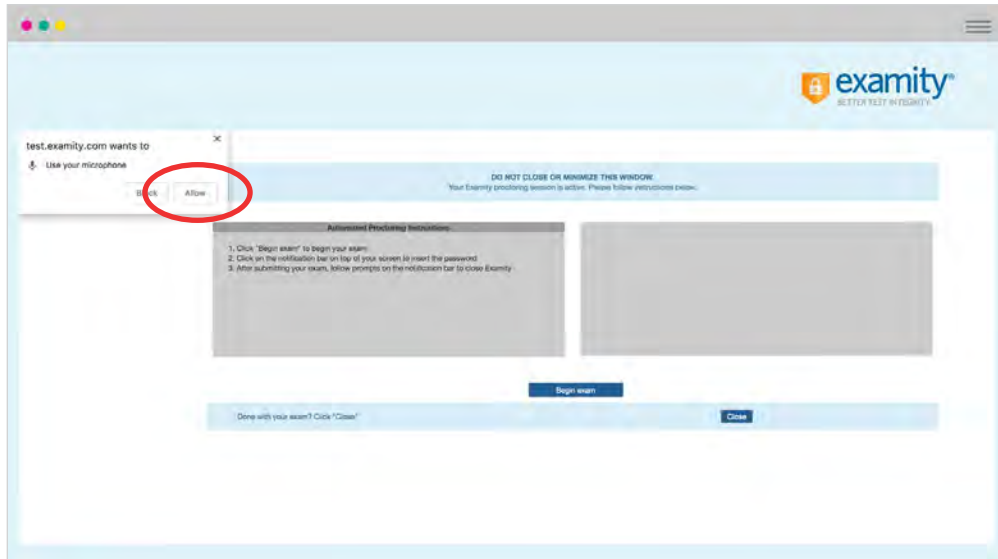 examity®
BETTER TEST INTEGRITY
test.examity.com wants to
Use your microphone
Block
Allow
DO NOT CLOSE OR MINIMIZE THIS WINDOW.
Your Examity proctoring session is active. Please follow instructions below.
Automated Proctoring Instructions
1. Click "Begin exam" to begin your exam
2. Click on the notification bar on top of your screen to insert the password
3. After submitting your exam, follow prompts on the notification bar to close Examity
Begin exam
Done with your exam? Click "Close"
Close